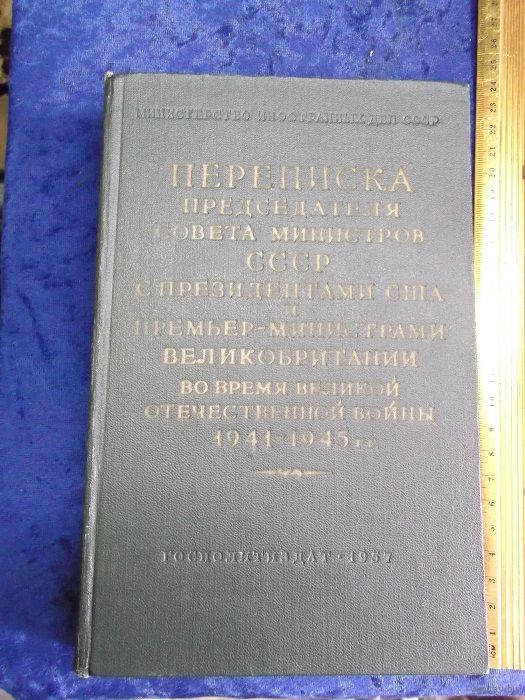 МИНИСТЕРСТВО ИНОСТРАННЫХ ДЕЛ СССР
ПЕРЕПИСКА
ПРЕДСЕДАТЕЛЯ
СОВЕТА МИНИСТРОВ
СССР
С ПРЕЗИДЕНТАМИ США
И
ПРЕМЬЕР-МИНИСТРАМИ
ВЕЛИКОБРИТАНИИ
ВО ВРЕМЯ ВЕЛИКОЙ
ОТЕЧЕСТВЕННОЙ ВОЙНЫ
1941-1945 г.г.
ГОСПОЛИТИЗДАТ · 1957